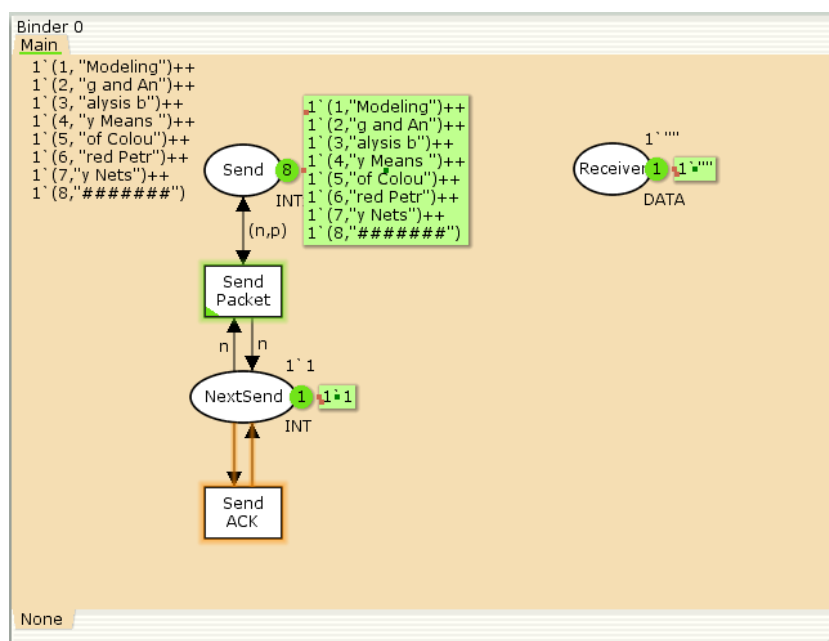 Binder 0
Main
1`(1, "Modeling")++
1`(2, "g and An")++
1`(3, "alysis b")++
1`(4, "y Means ")++
1`(5, "of Colou")++
1`(6, "red Petr")++
1`(7,"y Nets")++
1`(8,"#######")
Send
8
INT
1`(1,"Modeling")++
1`(2,"g and An")++
1`(3,"alysis b")++
1`(4,"y Means ")++
1`(5,"of Colou")++
1`(6,"red Petr")++
1`(7,"y Nets")++
1`(8,"#######")
1`""
Receiver
1
1`""
DATA
(n,p)
Send
Packet
n
n
1`1
NextSend
1
1`1
INT
Send
ACK
None